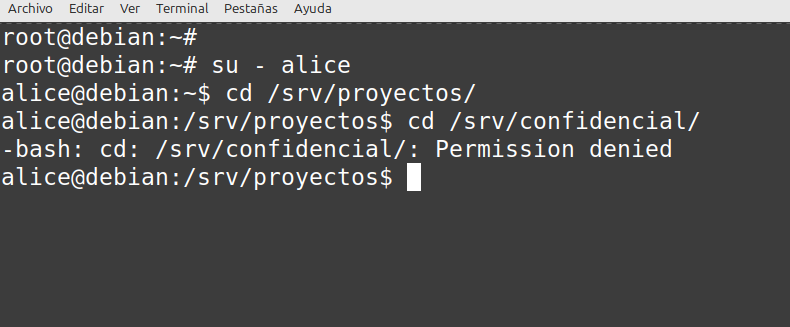 Archivo Editar Ver Terminal Pestañas Ayuda
root@debian:~#
root@debian:~# su - alice
alice@debian:~$ cd /srv/proyectos/
alice@debian:/srv/proyectos$ cd /srv/confidencial/
-bash: cd: /srv/confidencial/: Permission denied
alice@debian:/srv/proyectos$